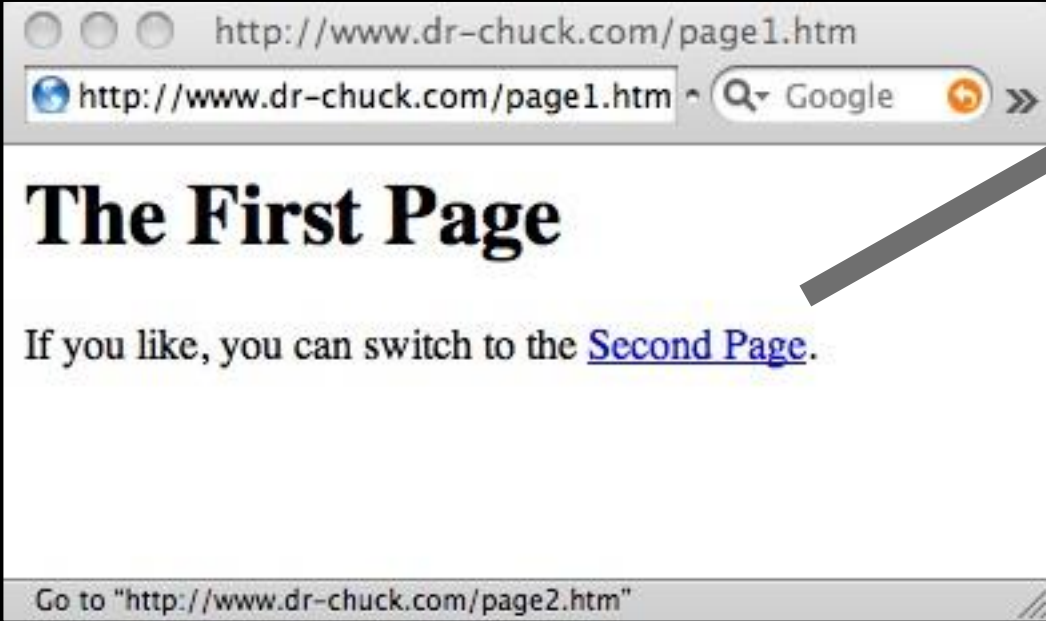 http://www.dr-chuck.com/page1.htm
http://www.dr-chuck.com/page1.htm Google
The First Page
If you like, you can switch to the Second Page.
Go to "http://www.dr-chuck.com/page2.htm"